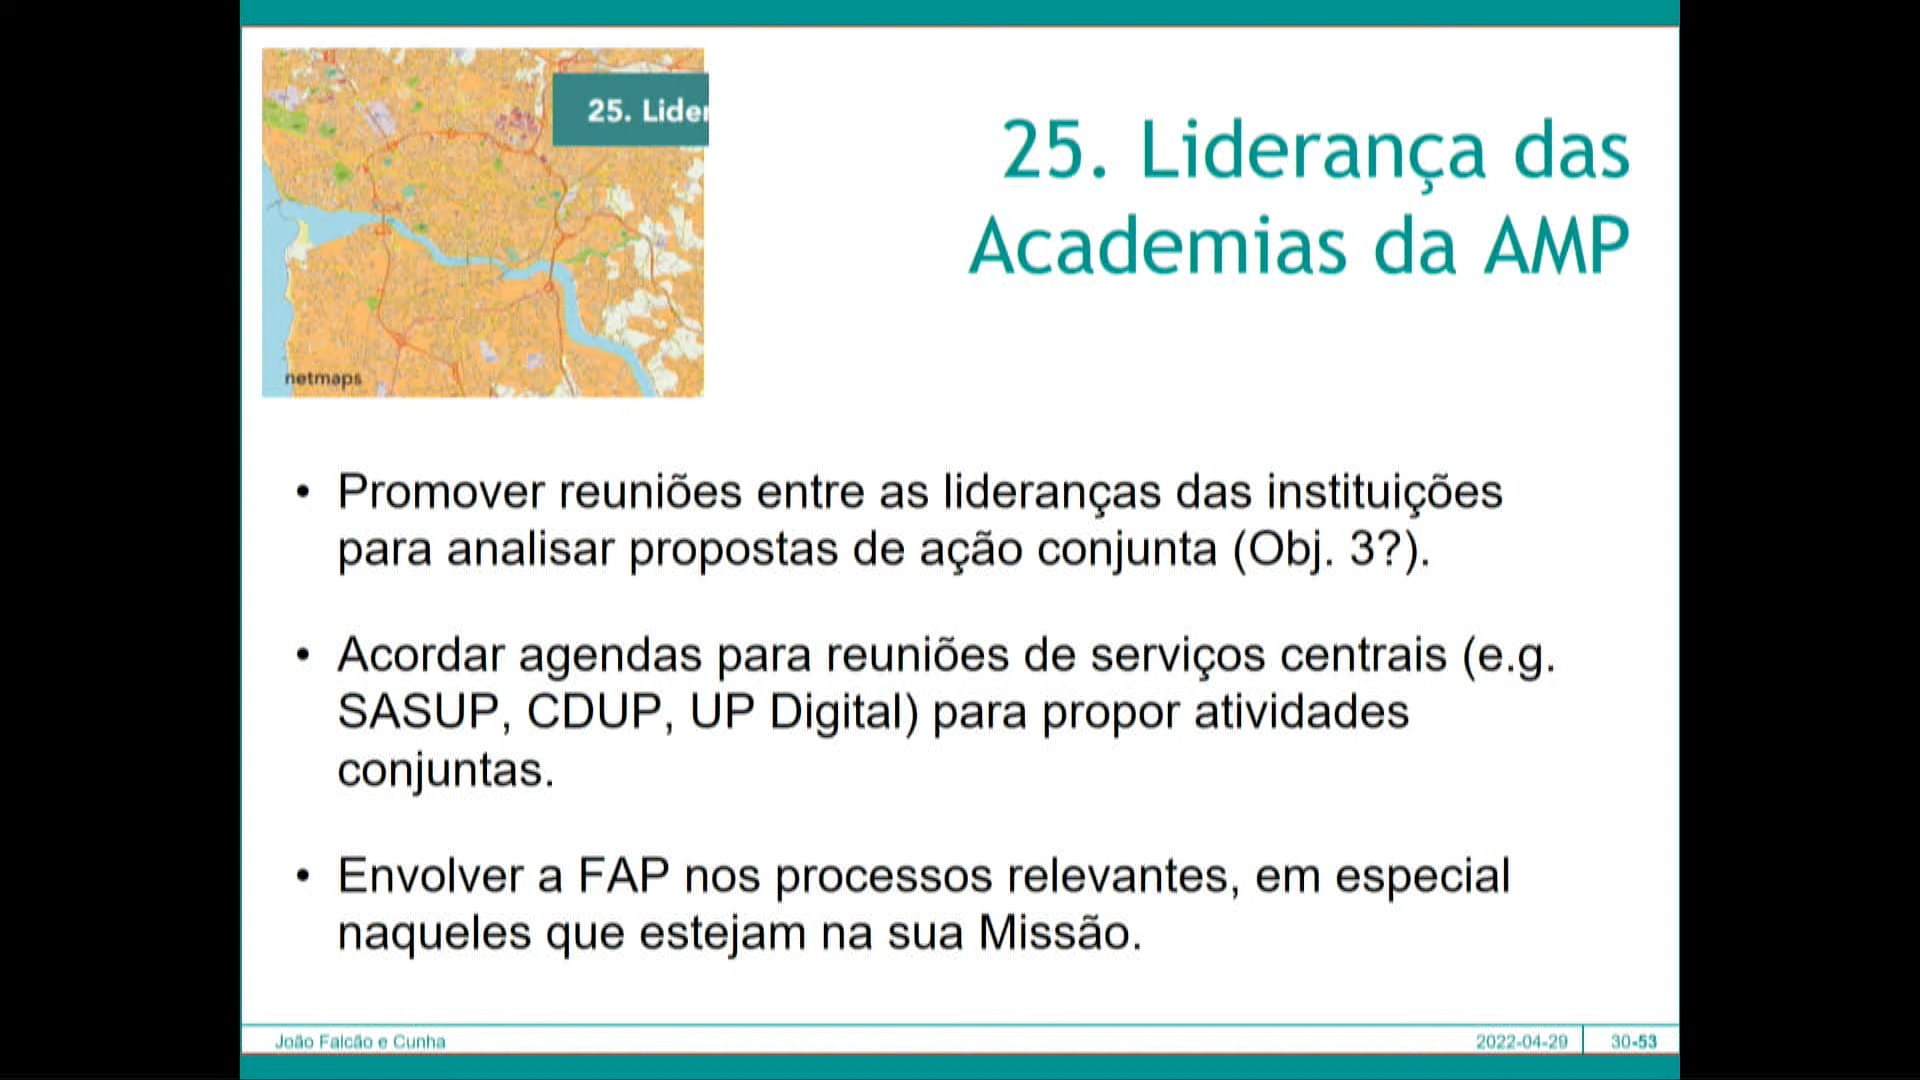 25. Lider
25. Liderança das
Academias da AMP
netmaps
• Promover reuniões entre as lideranças das instituições
para analisar propostas de ação conjunta (Obj. 3?).
• Acordar agendas para reuniões de serviços centrais (e.g.
SASUP, CDUP, UP Digital) para propor atividades
conjuntas.
• Envolver a FAP nos processos relevantes, em especial
naqueles que estejam na sua Missão.
João Falcão e Cunha
2022-04-29
30-53